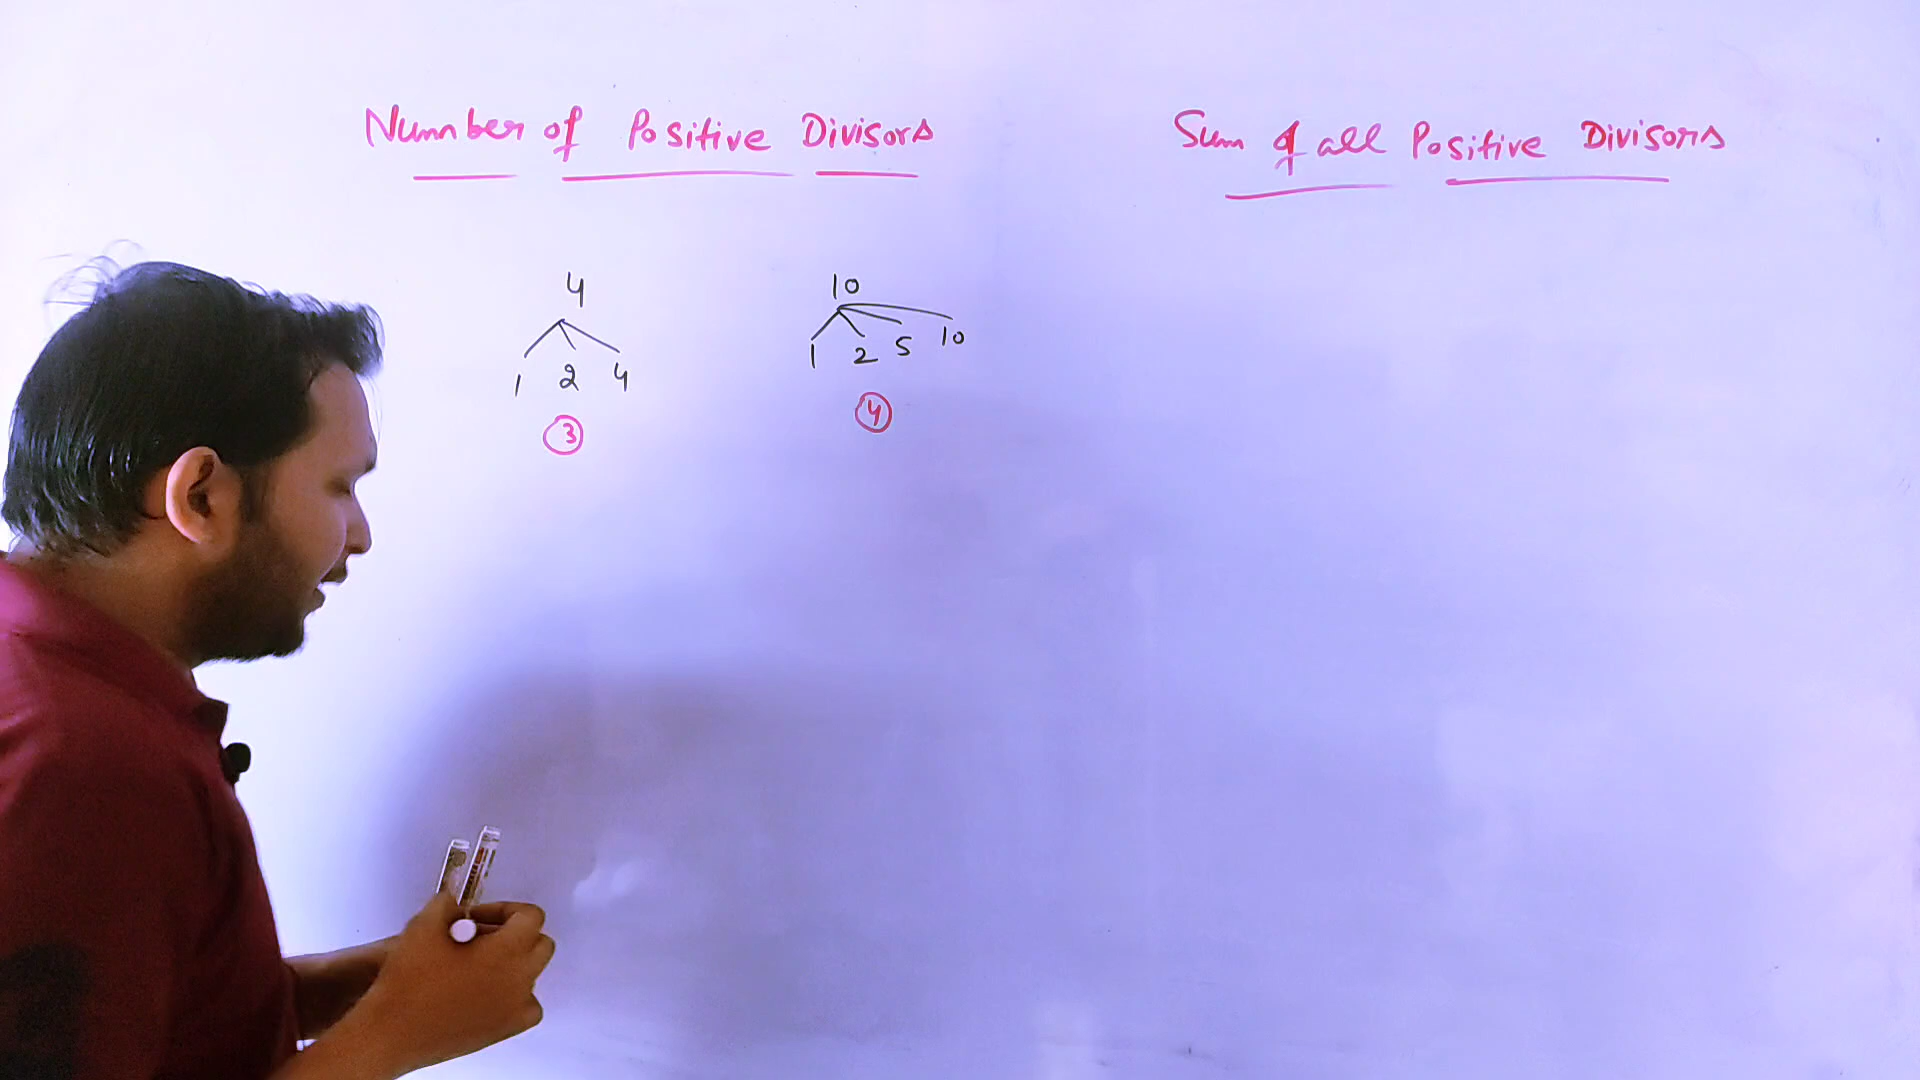 Number of Positive Divisors
Sum of all Positive Divisors
4
1 2 4
3
10
1 2 5 10
4